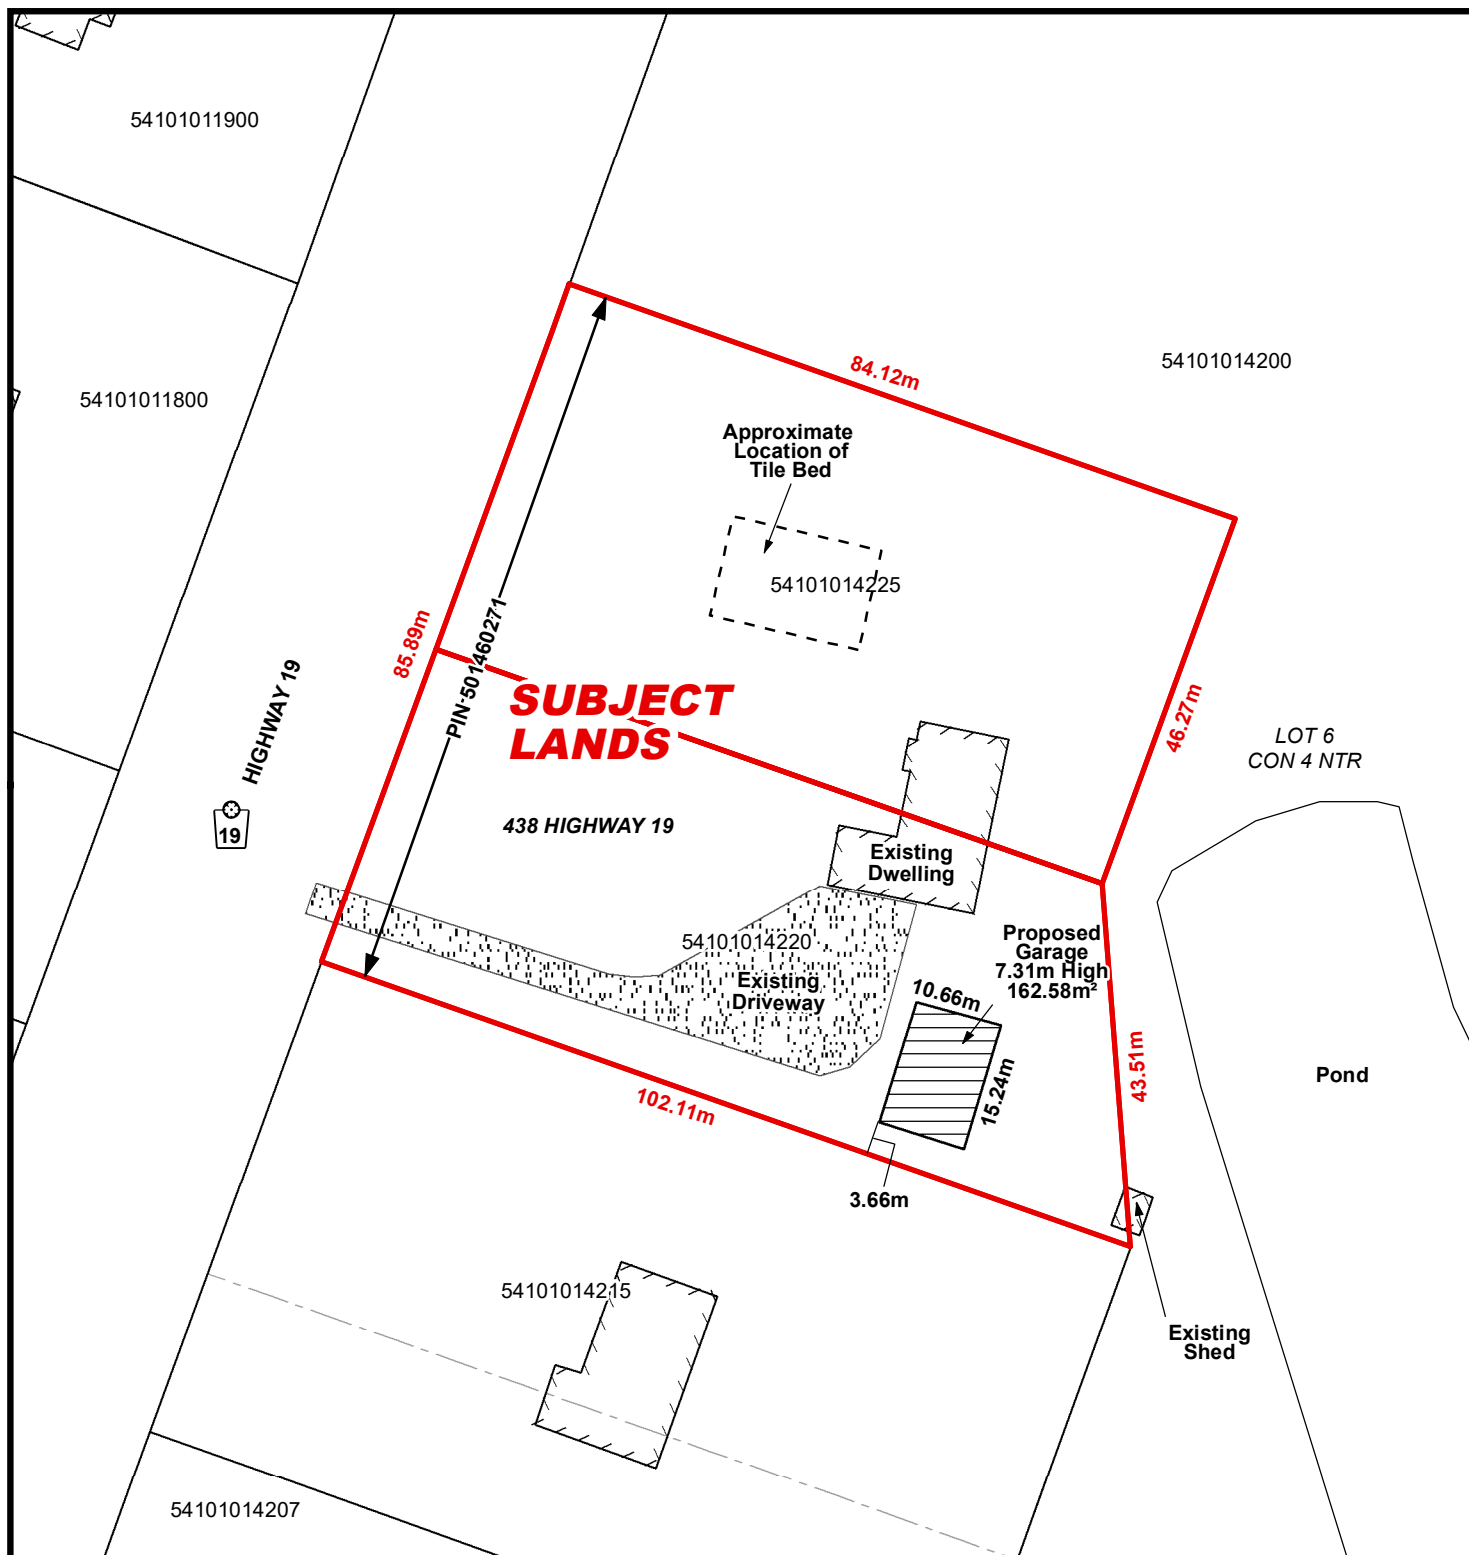 54101011900
54101014200
84.12m
54101011800
Approximate
Location of
Tile Bed
54101014225
85.89m
PIN:501460271
HIGHWAY 19
19
SUBJECT
LANDS
46.27m
LOT 6
CON 4 NTR
438 HIGHWAY 19
Existing
Dwelling
54101014220
Existing
Driveway
Proposed
Garage
7.31m High
162.58m²
10.66m
15.24m
43.51m
Pond
102.11m
3.66m
54101014215
Existing
Shed
54101014207